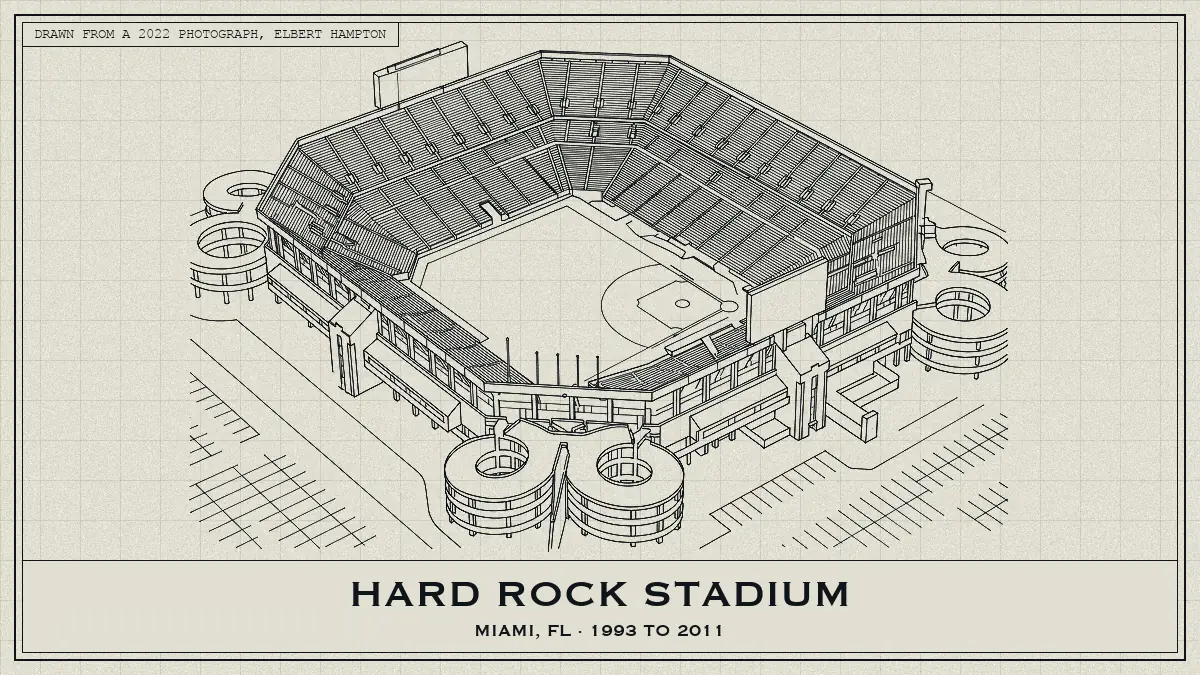 DRAWN FROM A 2022 PHOTOGRAPH, ELBERT HAMPTON
HARD ROCK STADIUM
MIAMI, FL · 1993 TO 2011